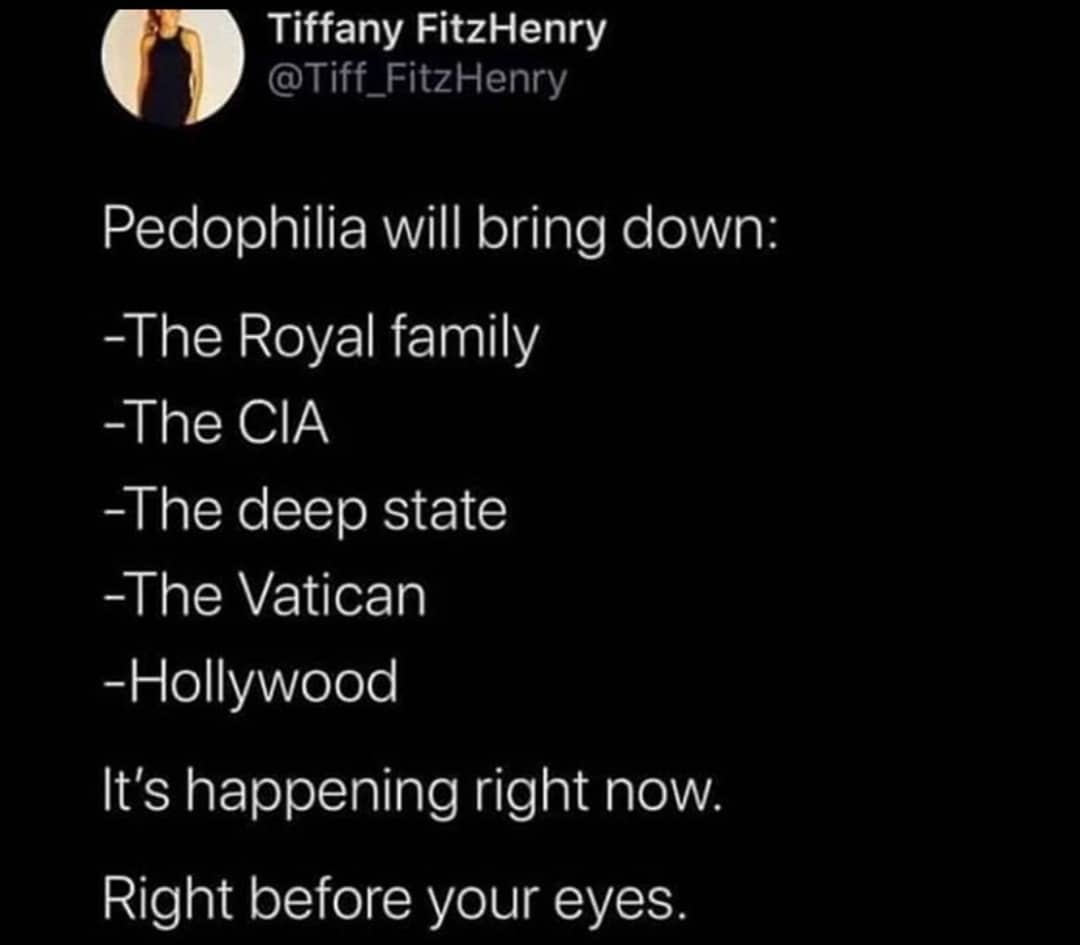 Tiffany FitzHenry
@Tiff_FitzHenry
Pedophilia will bring down:
-The Royal family
-The CIA
-The deep state
-The Vatican
-Hollywood
It's happening right now.
Right before your eyes.